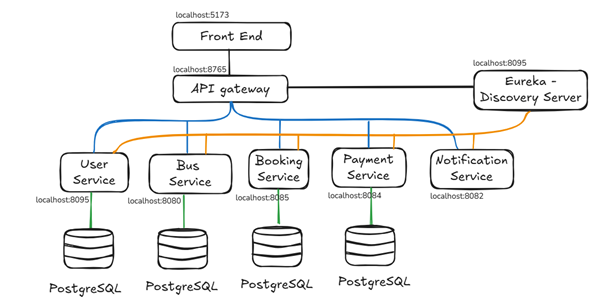 localhost:5173
Front End
localhost:8765
API gateway
localhost:8095
Eureka -
Discovery Server
User
Service
Bus
Service
Booking
Service
Payment
Service
Notification
Service
localhost:8095
localhost:8080
localhost:8085
localhost:8084
localhost:8082
PostgreSQL
PostgreSQL
PostgreSQL
PostgreSQL